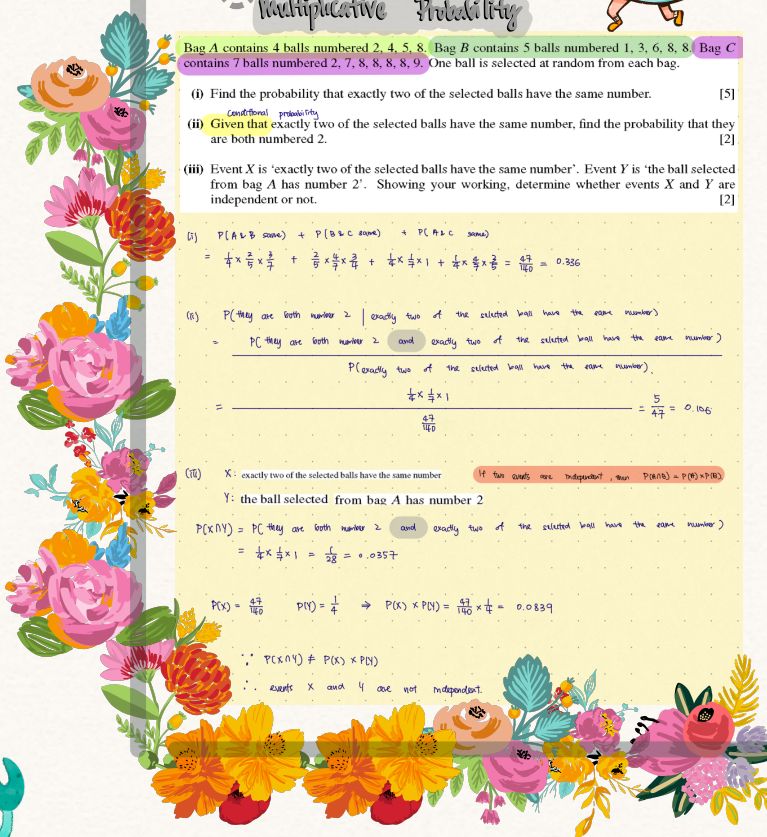 Multiplicative Probability
Bag A contains 4 balls numbered 2, 4, 5, 8. Bag B contains 5 balls numbered 1, 3, 6, 8, 8. Bag C
contains 7 balls numbered 2, 7, 8, 8, 8, 8, 9. One ball is selected at random from each bag.
(i) Find the probability that exactly two of the selected balls have the same number. [5]
conditional probability
(ii) Given that exactly two of the selected balls have the same number, find the probability that they
are both numbered 2. [2]
(iii) Event X is ‘exactly two of the selected balls have the same number’. Event Y is ‘the ball selected
from bag A has number 2’. Showing your working, determine whether events X and Y are
independent or not. [2]
(i) P(A & B same) + P(B & C same) + P(A & C same)
= 1/4 × 2/5 × 3/7 + 2/5 × 4/7 × 3/4 + 1/4 × 1/7 × 1 + 1/4 × 4/7 × 3/5 = 47/140 = 0.336
(ii) P(they are both number 2 | exactly two of the selected ball have the same number)
= P(they are both number 2 and exactly two of the selected ball have the same number)
P(exactly two of the selected ball have the same number).
= 1/4 × 1/7 × 1 / 47/140 = 5/47 = 0.106
(iii) X: exactly two of the selected balls have the same number If two events are independent, then P(A∩B) = P(A) × P(B)
Y: the ball selected from bag A has number 2
P(X∩Y) = P(they are both number 2 and exactly two of the selected ball have the same number)
= 1/4 × 1/7 × 1 = 1/28 = 0.0357
P(X) = 47/140 P(Y) = 1/4 → P(X) × P(Y) = 47/140 × 1/4 = 0.0839
∵ P(X∩Y) ≠ P(X) × P(Y)
∴ events X and Y are not independent.